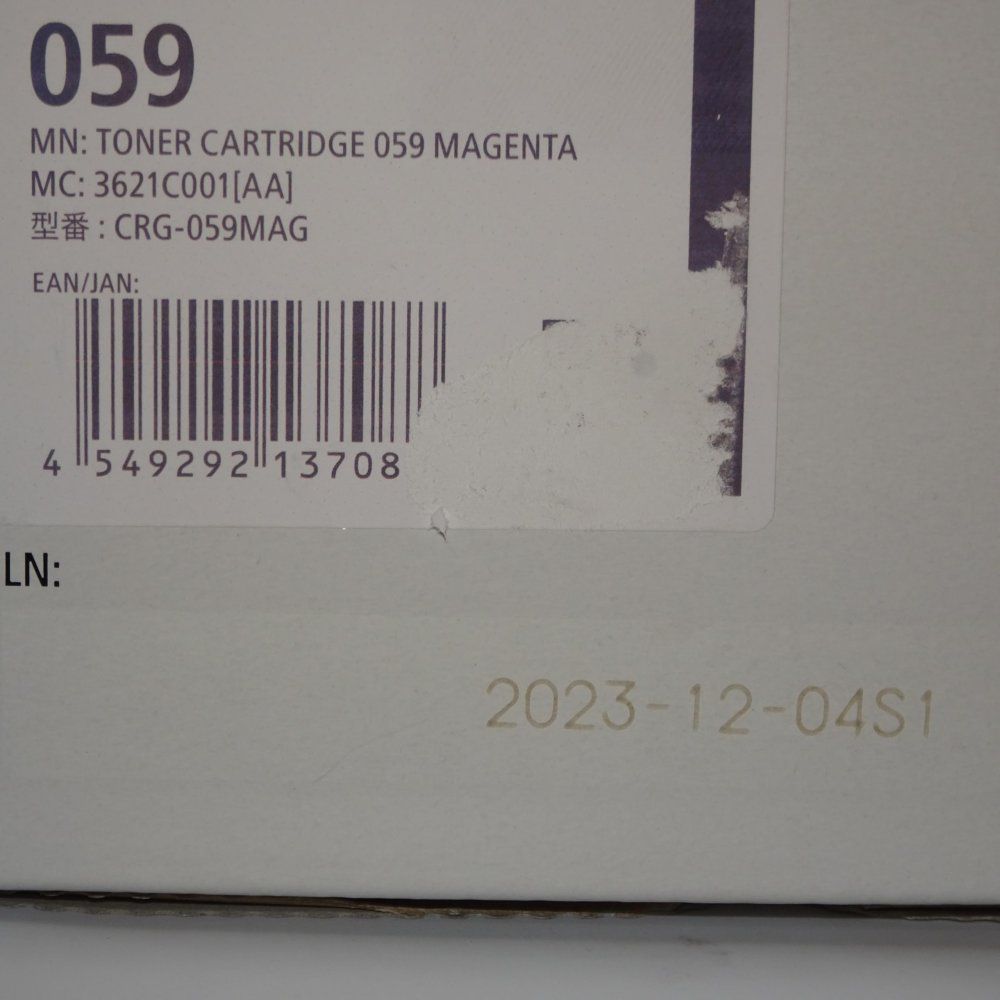 059
MN: TONER CARTRIDGE 059 MAGENTA
MC: 3621C001[AA]
型番 : CRG-059MAG
EAN/JAN:
4 549292 13708
LN:
2023-12-04S1